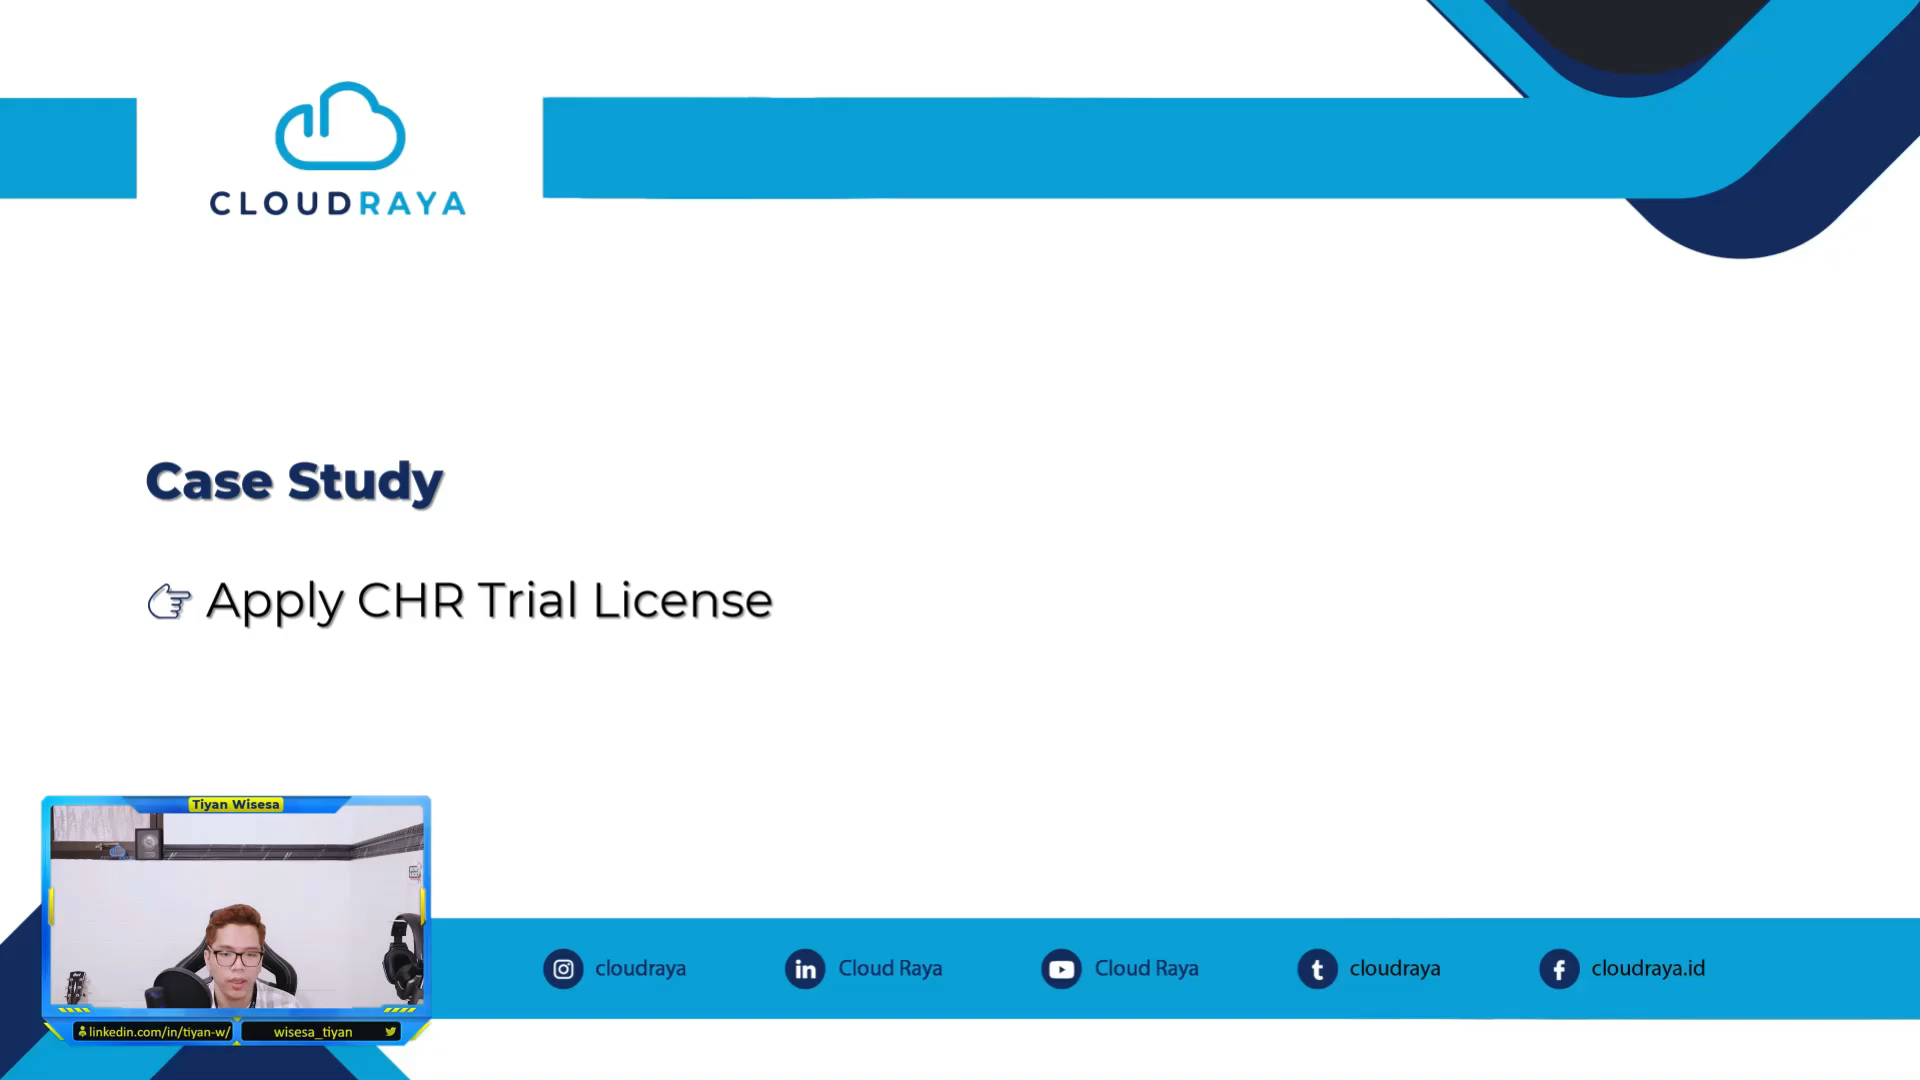 CLOUDRAYA
Case Study
Apply CHR Trial License
Tiyan Wisesa
linkedin.com/in/tiyan-w/
wisesa_tiyan
cloudraya
Cloud Raya
Cloud Raya
cloudraya
cloudraya.id